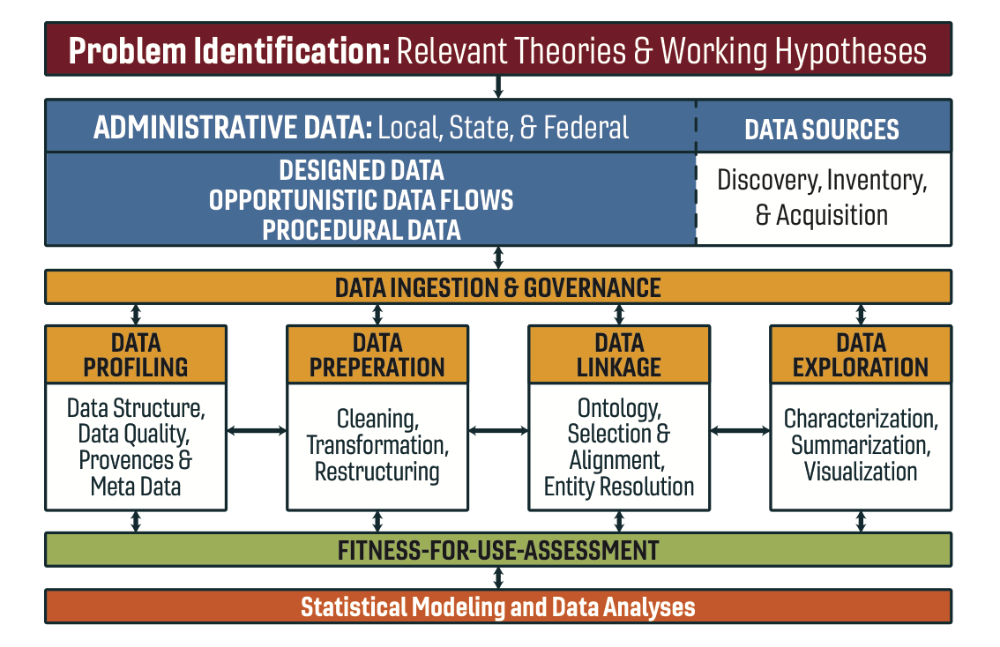 Problem Identification: Relevant Theories & Working Hypotheses
ADMINISTRATIVE DATA: Local, State, & Federal
DESIGNED DATA
OPPORTUNISTIC DATA FLOWS
PROCEDURAL DATA
DATA SOURCES
Discovery, Inventory,
& Acquisition
DATA INGESTION & GOVERNANCE
DATA
PROFILING
Data Structure,
Data Quality,
Provences &
Meta Data
DATA
PREPERATION
Cleaning,
Transformation,
Restructuring
DATA
LINKAGE
Ontology,
Selection &
Alignment,
Entity Resolution
DATA
EXPLORATION
Characterization,
Summarization,
Visualization
FITNESS-FOR-USE-ASSESSMENT
Statistical Modeling and Data Analyses